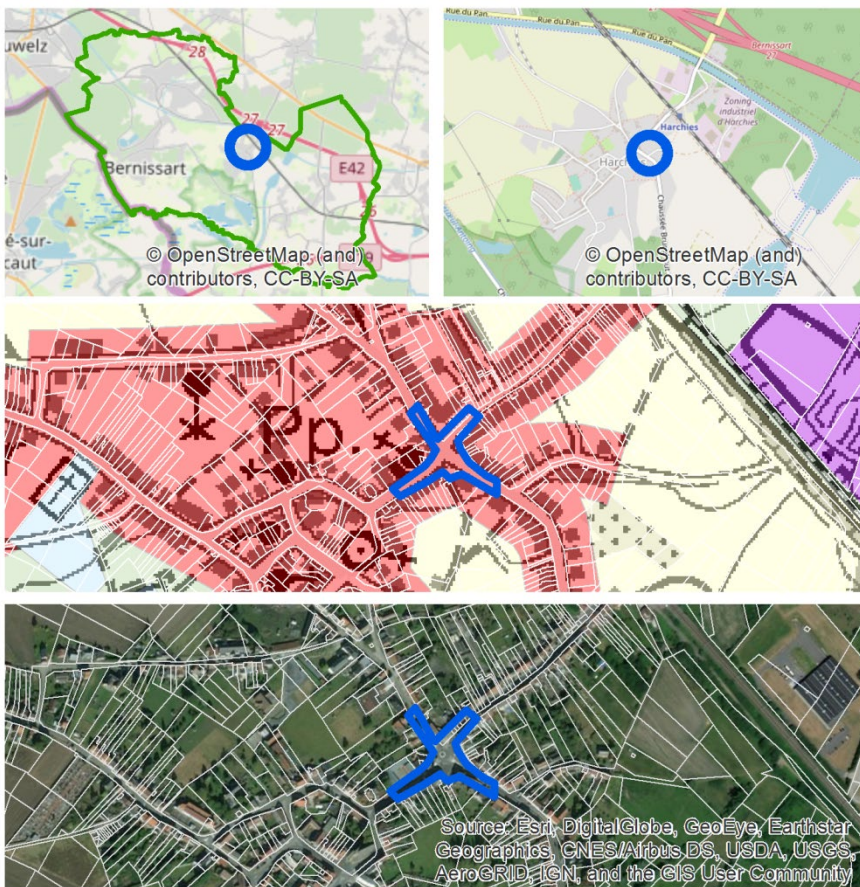 uwelz
28
27
27
Bernissart
E42
26
é-sur-
caut
© OpenStreetMap (and)
contributors, CC-BY-SA
Rue du Pan
Rue du Pan
Bernissart
27
Zoning
industriel
d'Harchies
Harchies
Harc
© OpenStreetMap (and)
contributors, CC-BY-SA
Pp.
Source: Esri, DigitalGlobe, GeoEye, Earthstar
Geographics, CNES/Airbus DS, USDA, USGS,
AeroGRID, IGN, and the GIS User Community